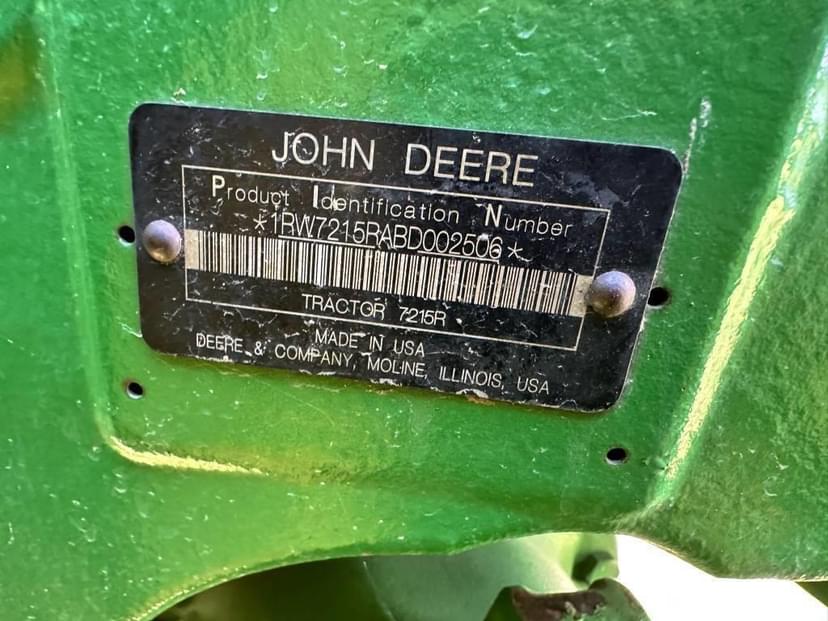 JOHN DEERE
Product Identification Number
*1RW7215RABD002506*
TRACTOR 7215R
MADE IN USA
DEERE & COMPANY, MOLINE, ILLINOIS, USA